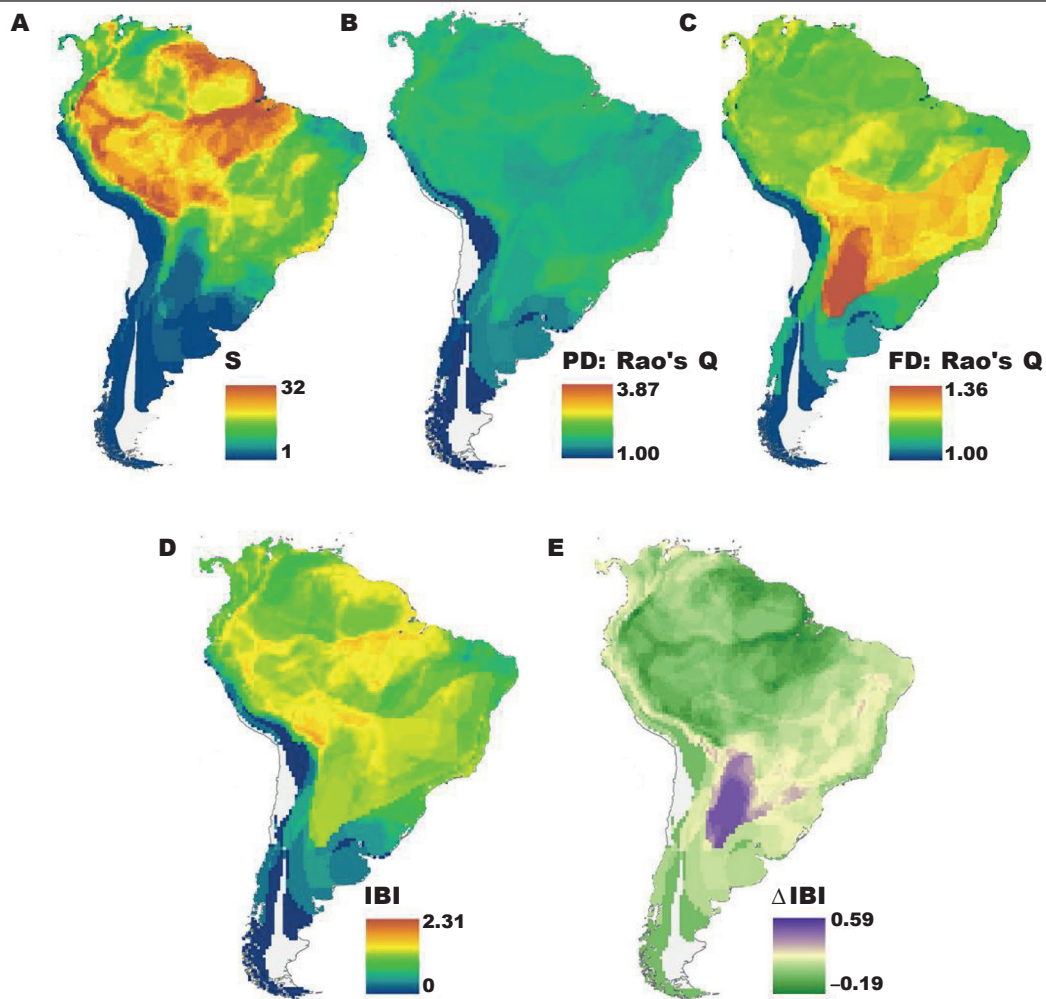 A
B
C
S
32
1
PD: Rao's Q
3.87
1.00
FD: Rao's Q
1.36
1.00
D
E
IBI
2.31
0
ΔIBI
0.59
–0.19